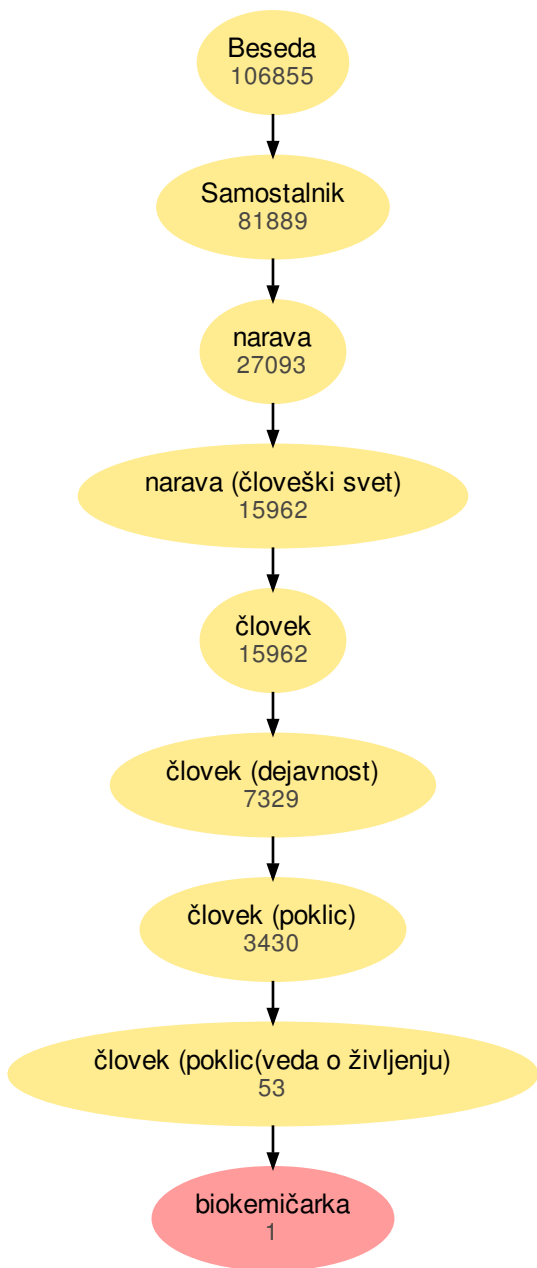 Beseda
106855
Samostalnik
81889
narava
27093
narava (človeški svet)
15962
človek
15962
človek (dejavnost)
7329
človek (poklic)
3430
človek (poklic(veda o življenju)
53
biokemičarka
1